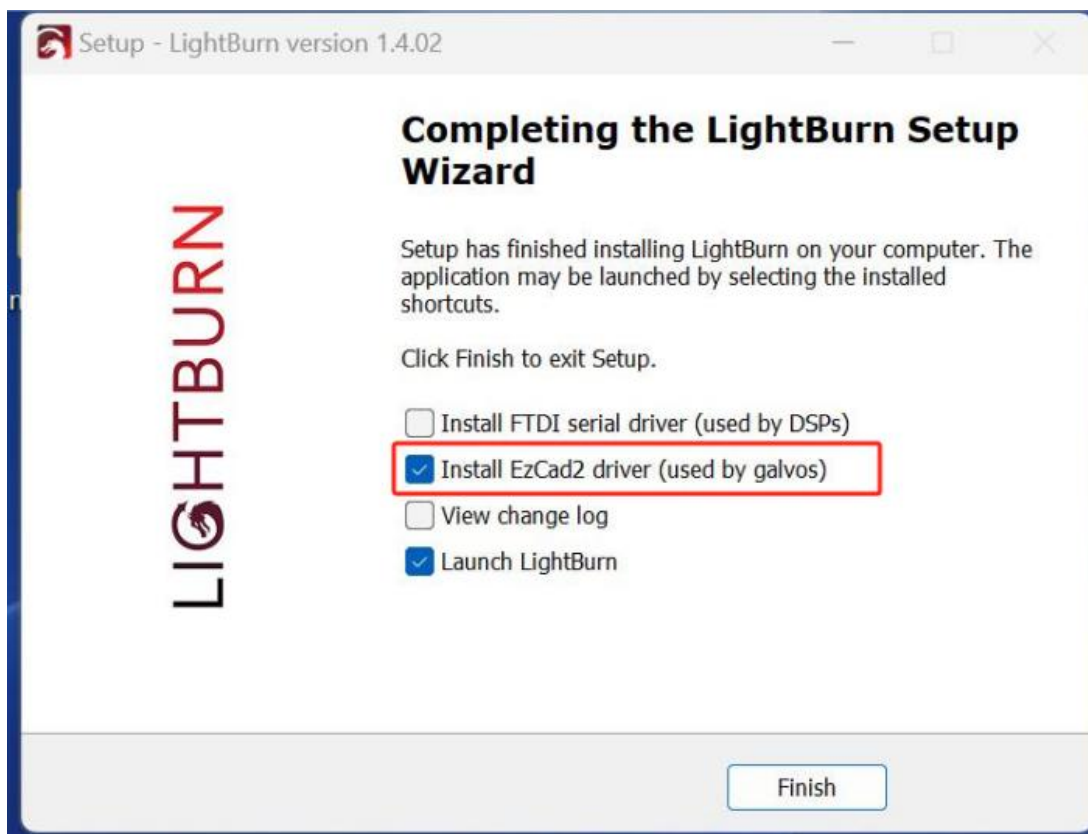 Setup - LightBurn version 1.4.02
Completing the LightBurn Setup
Wizard
Setup has finished installing LightBurn on your computer. The
application may be launched by selecting the installed
shortcuts.
Click Finish to exit Setup.
Install FTDI serial driver (used by DSPs)
Install EzCad2 driver (used by galvos)
View change log
Launch LightBurn
LIGHTBURN
Finish